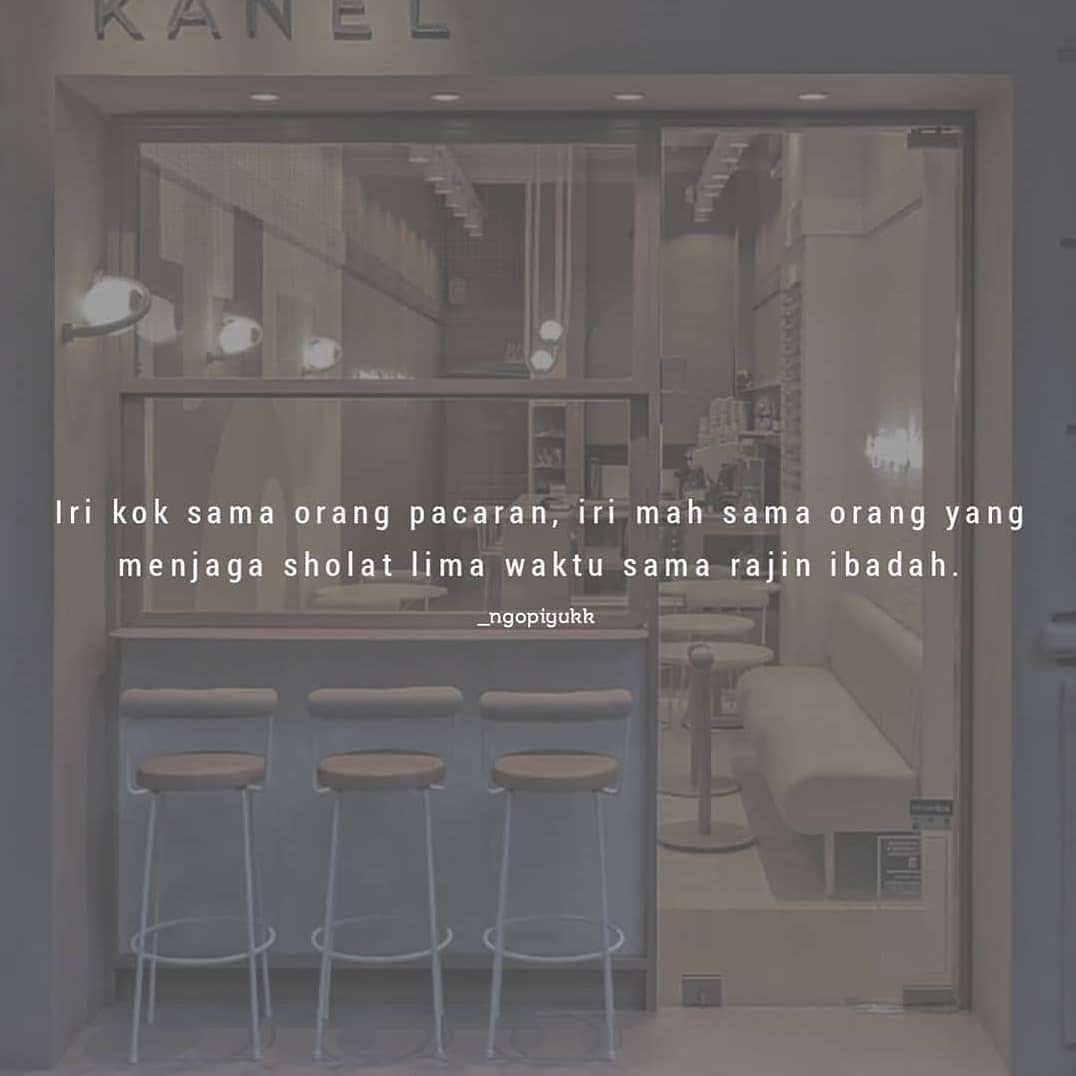 KANEL
Iri kok sama orang pacaran, iri mah sama orang yang
menjaga sholat lima waktu sama rajin ibadah.
_ngopiyukk